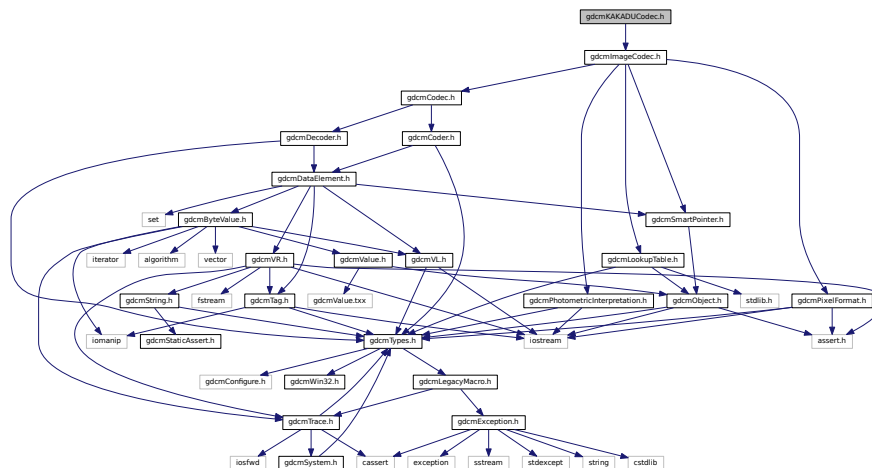 gdcmKAKADUCodec.h
gdcmImageCodec.h
gdcmCodec.h
gdcmDecoder.h
gdcmCoder.h
gdcmDataElement.h
set
gdcmByteValue.h
gdcmSmartPointer.h
iterator
algorithm
vector
gdcmVR.h
gdcmValue.h
gdcmVL.h
gdcmLookupTable.h
gdcmString.h
fstream
gdcmTag.h
gdcmValue.txx
gdcmPhotometricInterpretation.h
gdcmObject.h
stdlib.h
gdcmPixelFormat.h
iomanip
gdcmStaticAssert.h
gdcmTypes.h
iostream
assert.h
gdcmConfigure.h
gdcmWin32.h
gdcmLegacyMacro.h
gdcmTrace.h
gdcmException.h
iosfwd
gdcmSystem.h
cassert
exception
sstream
stdexcept
string
cstdlib